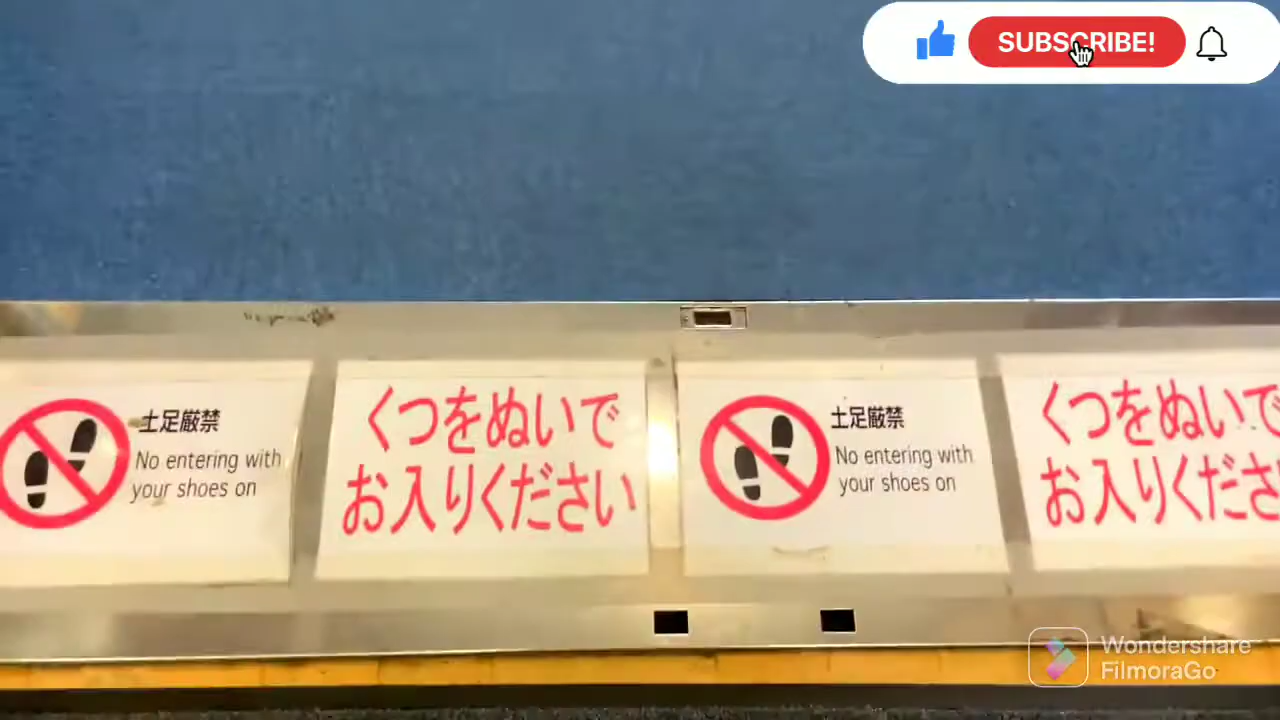 SUBSCRIBE!
土足厳禁
No entering with
your shoes on
くつをぬいで
お入りください
土足厳禁
No entering with
your shoes on
くつをぬいで
お入りくださ
Wondershare
FilmoraGo